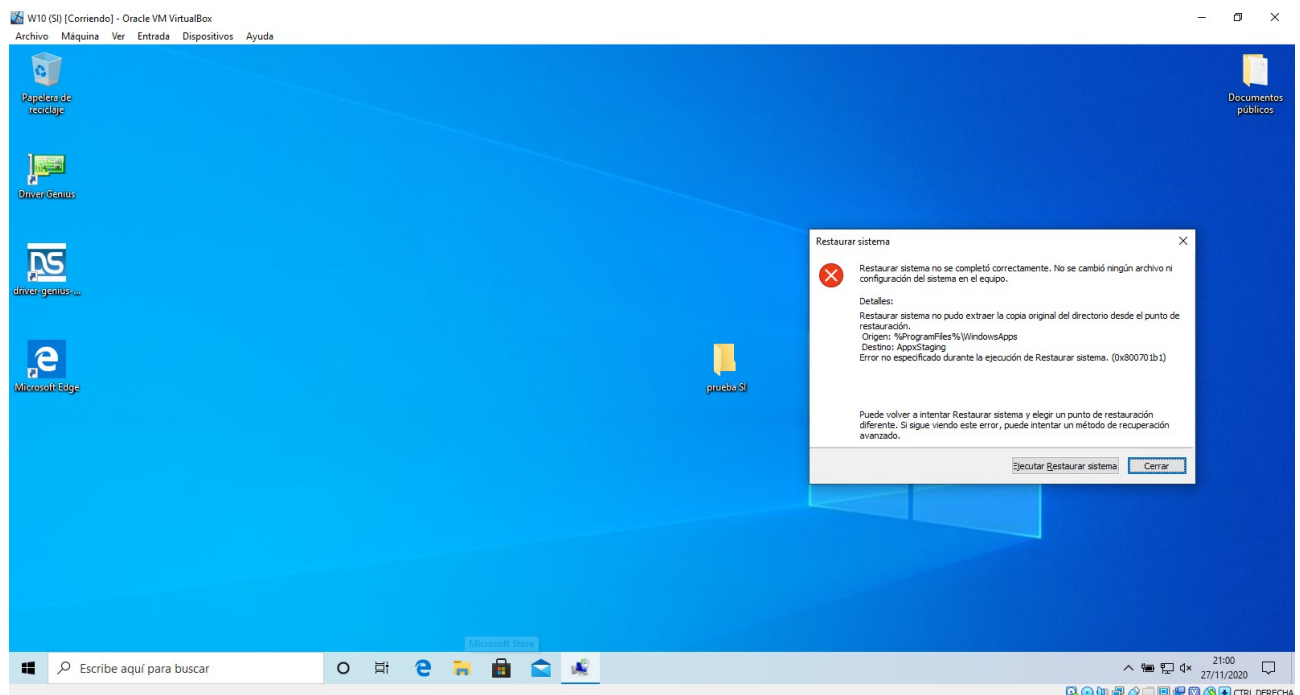 W10 (SI) [Corriendo] - Oracle VM VirtualBox
Archivo Máquina Ver Entrada Dispositivos Ayuda
Papelera de
reciclaje
Documentos
públicos
Driver Genius
driver-genius-...
Microsoft Edge
prueba SI
Restaurar sistema
Restaurar sistema no se completó correctamente. No se cambió ningún archivo ni
configuración del sistema en el equipo.
Detalles:
Restaurar sistema no pudo extraer la copia original del directorio desde el punto de
restauración.
Origen: %ProgramFiles%\WindowsApps
Destino: AppxStaging
Error no especificado durante la ejecución de Restaurar sistema. (0x800701b1)
Puede volver a intentar Restaurar sistema y elegir un punto de restauración
diferente. Si sigue viendo este error, puede intentar un método de recuperación
avanzado.
Ejecutar Restaurar sistema Cerrar
Microsoft Store
Escribe aquí para buscar
21:00
27/11/2020
CTRL DERECHA